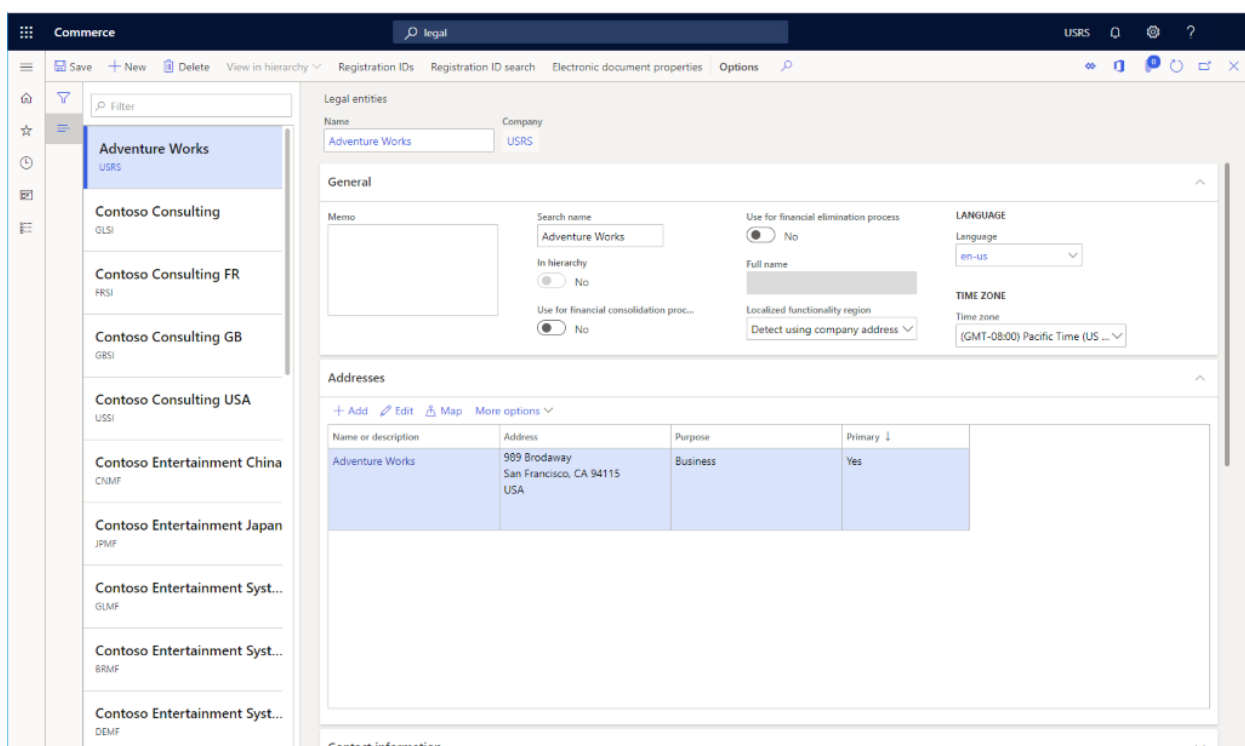 Commerce
legal
USRS
Save
New
Delete
View in hierarchy
Registration IDs
Registration ID search
Electronic document properties
Options
0
Filter
Adventure Works
USRS
Contoso Consulting
GLSI
Contoso Consulting FR
FRSI
Contoso Consulting GB
GBSI
Contoso Consulting USA
USSI
Contoso Entertainment China
CNMF
Contoso Entertainment Japan
JPMF
Contoso Entertainment Syst...
GLMF
Contoso Entertainment Syst...
BRMF
Contoso Entertainment Syst...
DEMF
Legal entities
Name
Company
Adventure Works
USRS
General
Memo
Search name
Adventure Works
In hierarchy
No
Use for financial consolidation proc...
No
Use for financial elimination process
No
Full name
Localized functionality region
Detect using company address
LANGUAGE
Language
en-us
TIME ZONE
Time zone
(GMT-08:00) Pacific Time (US ...
Addresses
Add
Edit
Map
More options
Name or description
Address
Purpose
Primary
Adventure Works
989 Brodaway
San Francisco, CA 94115
USA
Business
Yes
Contact information